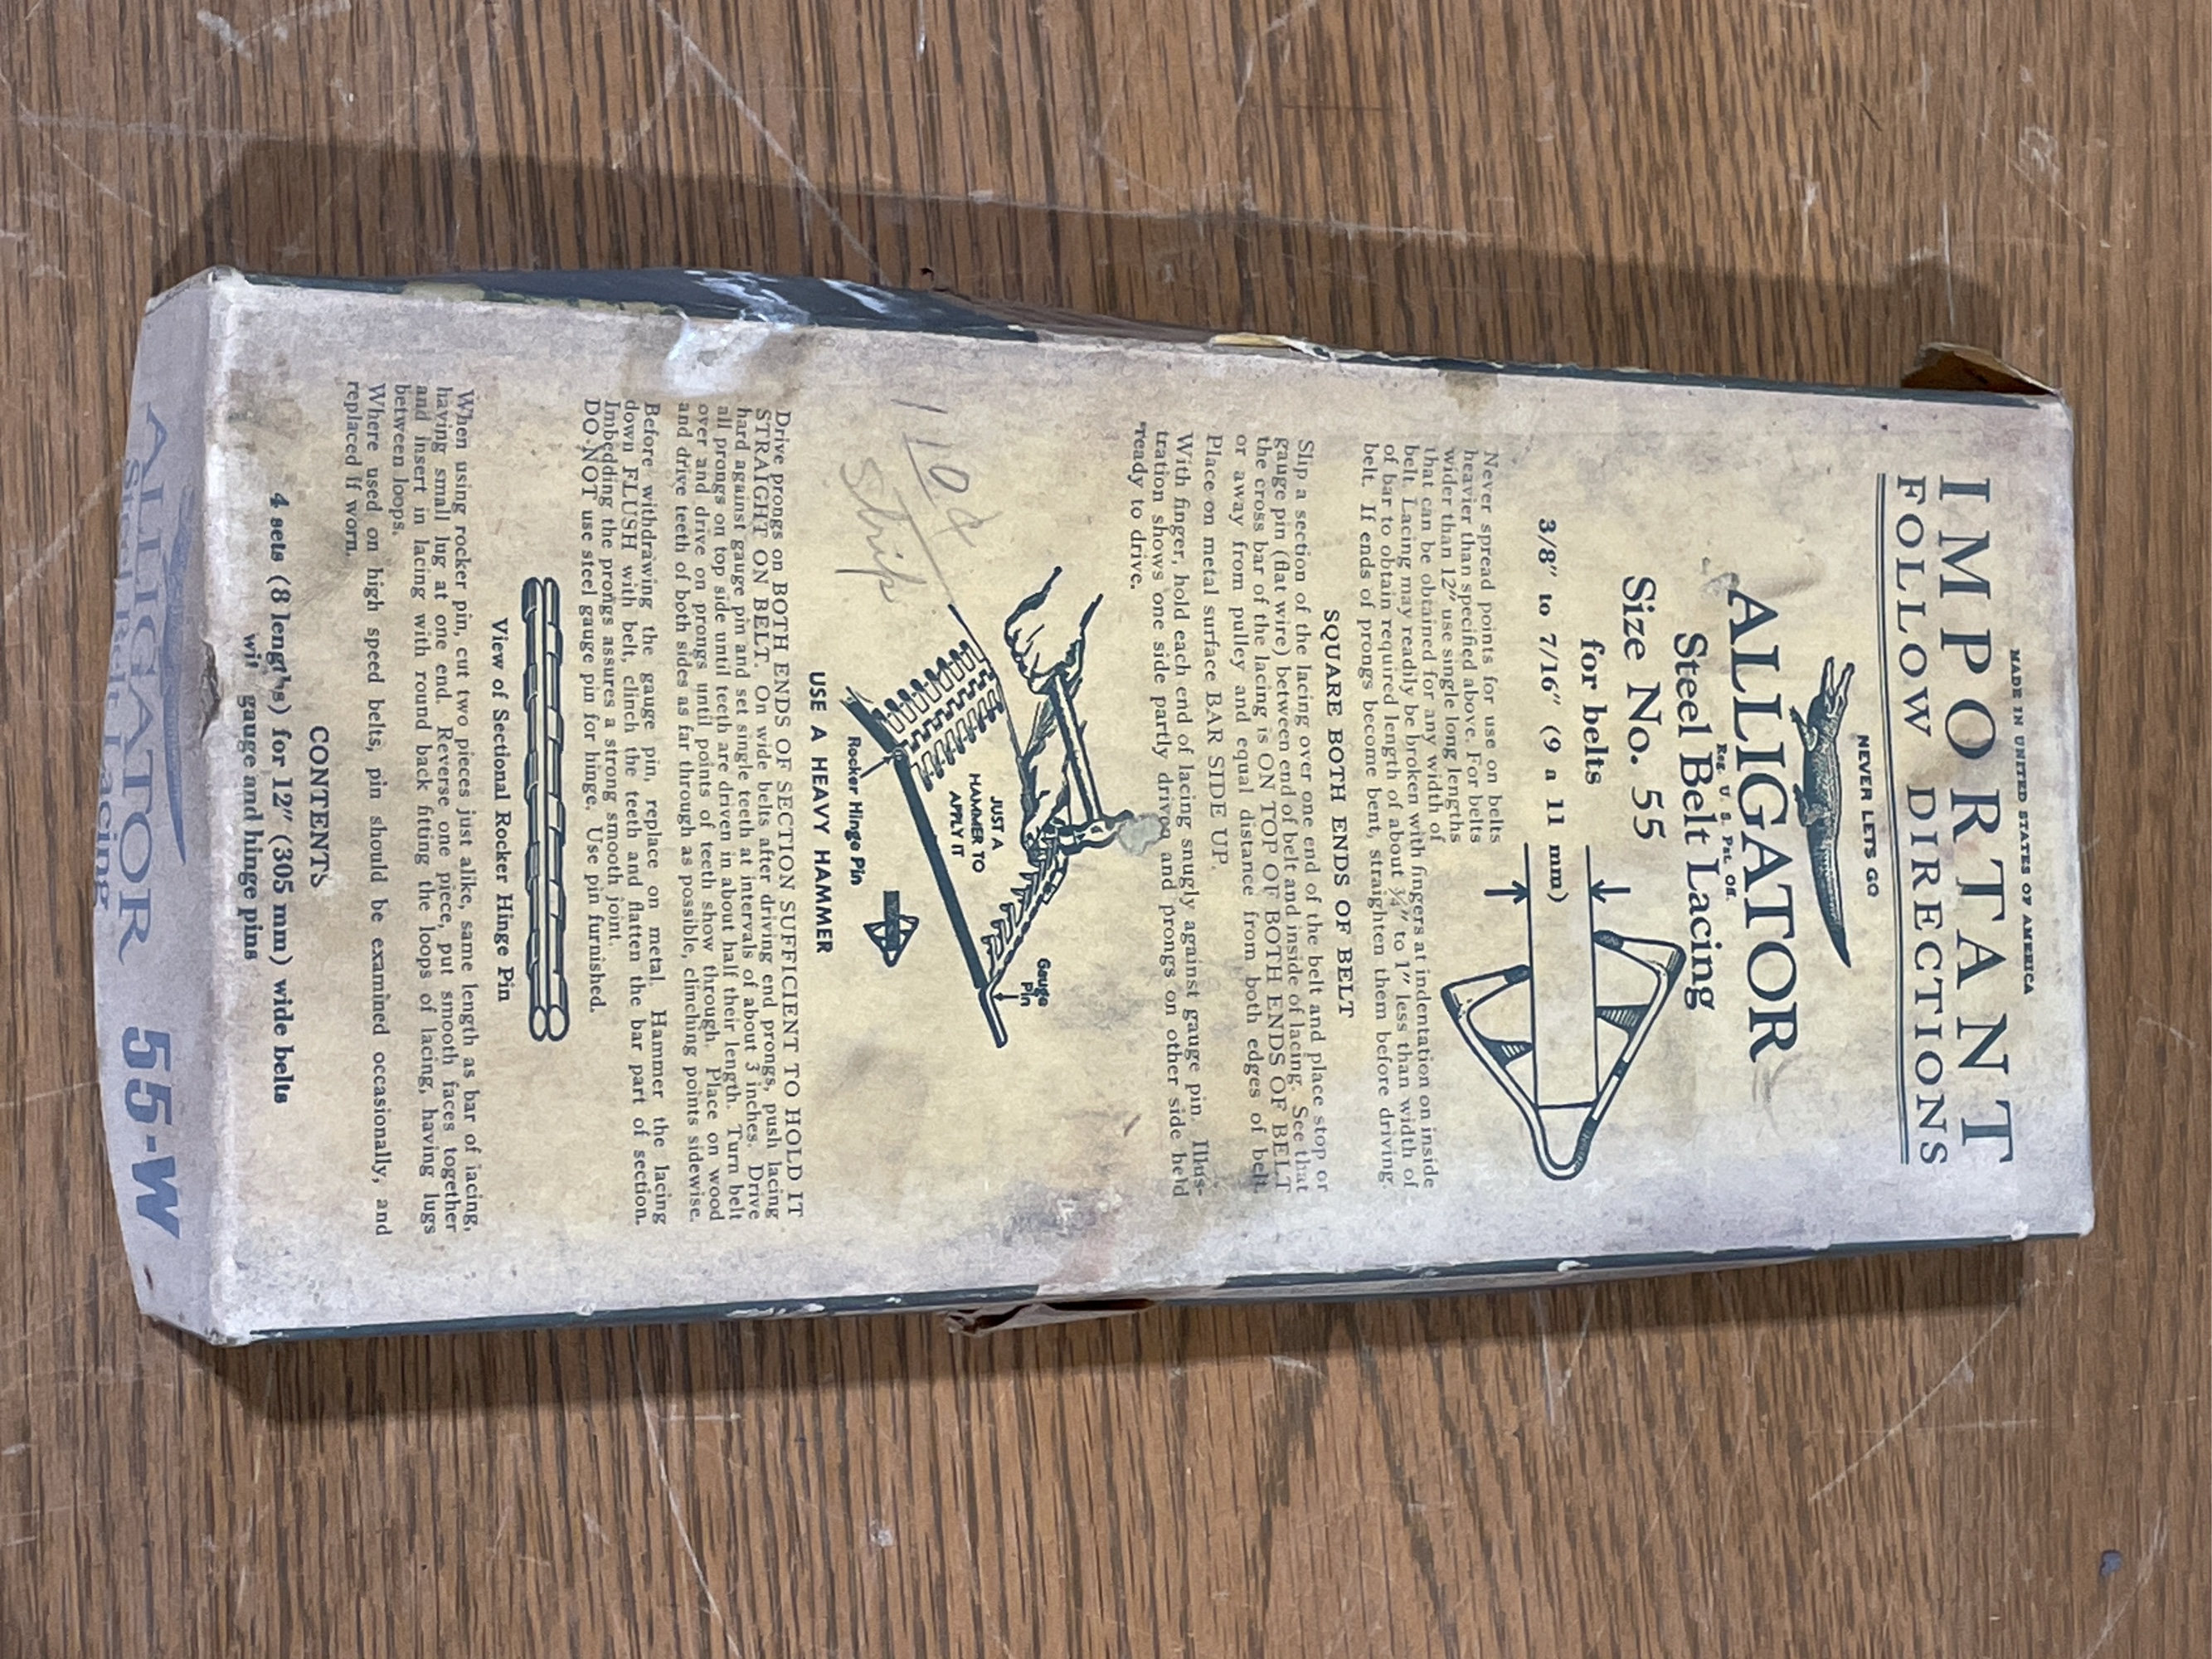 MADE IN UNITED STATES OF AMERICA
IMPORTANT
FOLLOW DIRECTIONS
NEVER LETS GO
ALLIGATOR
Reg. U. S. Pat. Off.
Steel Belt Lacing
Size No. 55
for belts
3/8" to 7/16" (9 a 11 mm)
Never spread points for use on belts
heavier than specified above. For belts
wider than 12" use single long lengths
that can be obtained for any width of
belt. Lacing may readily be broken with fingers at indentation on inside
of bar to obtain required length of about ¼" to 1" less than width of
belt. If ends of prongs become bent, straighten them before driving.
SQUARE BOTH ENDS OF BELT
Slip a section of the lacing over one end of the belt and place stop or
gauge pin (flat wire) between end of belt and inside of lacing. See that
the cross bar of the lacing is ON TOP OF BOTH ENDS OF BELT
or away from pulley and equal distance from both edges of belt.
Place on metal surface BAR SIDE UP.
With finger, hold each end of lacing snugly against gauge pin. Illus-
tration shows one side partly driven and prongs on other side held
ready to drive.
Gauge
Pin
JUST A
HAMMER TO
APPLY IT
Rocker Hinge Pin
110¢
strip
USE A HEAVY HAMMER
Drive prongs on BOTH ENDS OF SECTION SUFFICIENT TO HOLD IT
STRAIGHT ON BELT. On wide belts after driving end prongs, push lacing
hard against gauge pin and set single teeth at intervals of about 3 inches. Drive
all prongs on top side until teeth are driven in about half their length. Turn belt
over and drive on prongs until points of teeth show through. Place on wood
and drive teeth of both sides as far through as possible, clinching points sidewise.
Before withdrawing the gauge pin, replace on metal. Hammer the lacing
down FLUSH with belt, clinch the teeth and flatten the bar part of section.
Imbedding the prongs assures a strong smooth joint.
DO NOT use steel gauge pin for hinge. Use pin furnished.
View of Sectional Rocker Hinge Pin
When using rocker pin, cut two pieces just alike, same length as bar of lacing,
having small lug at one end. Reverse one piece, put smooth faces together
and insert in lacing with round back fitting the loops of lacing, having lugs
between loops.
Where used on high speed belts, pin should be examined occasionally, and
replaced if worn.
CONTENTS
4 sets (8 lengths) for 12" (305 mm) wide belts
with gauge and hinge pins
ALLIGATOR 55-W
Steel Belt Lacing